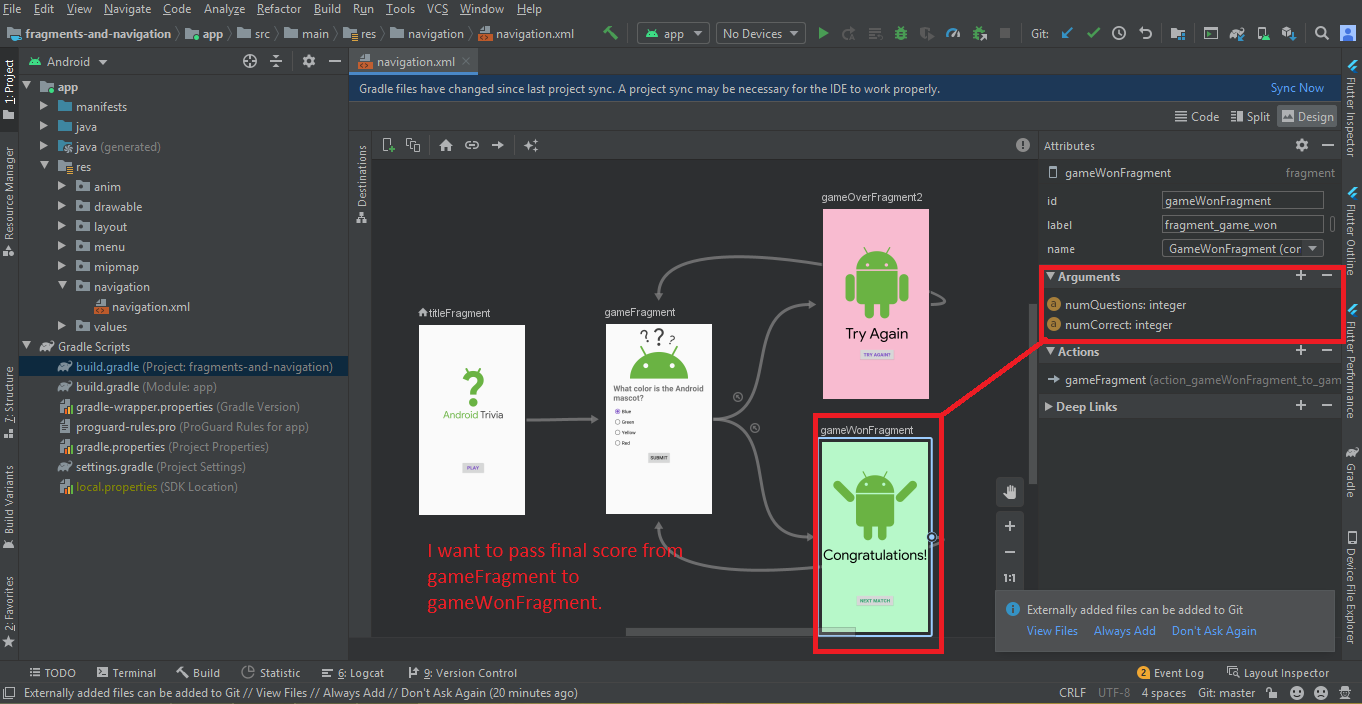 File Edit View Navigate Code Analyze Refactor Build Run Tools VCS Window Help
fragments-and-navigation app src main res navigation navigation.xml app No Devices Git:
1: Project
Resource Manager
7: Structure
Build Variants
2: Favorites
Android
app
manifests
java
java (generated)
res
anim
drawable
layout
menu
mipmap
navigation
navigation.xml
values
Gradle Scripts
build.gradle (Project: fragments-and-navigation)
build.gradle (Module: app)
gradle-wrapper.properties (Gradle Version)
proguard-rules.pro (ProGuard Rules for app)
gradle.properties (Project Properties)
settings.gradle (Project Settings)
local.properties (SDK Location)
navigation.xml
Gradle files have changed since last project sync. A project sync may be necessary for the IDE to work properly. Sync Now
Code Split Design
Destinations
titleFragment
?
Android Trivia
PLAY
gameFragment
???
What color is the Android
mascot?
Blue
Green
Yellow
Red
SUBMIT
gameOverFragment2
Try Again
TRY AGAIN?
gameWonFragment
Congratulations!
NEXT MATCH
I want to pass final score from
gameFragment to
gameWonFragment.
1:1
Attributes
gameWonFragment fragment
id gameWonFragment
label fragment_game_won
name GameWonFragment (cor
Arguments
a numQuestions: integer
a numCorrect: integer
Actions
gameFragment (action_gameWonFragment_to_gam
Deep Links
Externally added files can be added to Git
View Files Always Add Don't Ask Again
Flutter Inspector
Flutter Outline
Flutter Performance
Gradle
Device File Explorer
TODO Terminal Build Statistic 6: Logcat 9: Version Control 2 Event Log Layout Inspector
Externally added files can be added to Git // View Files // Always Add // Don't Ask Again (20 minutes ago) CRLF UTF-8 4 spaces Git: master